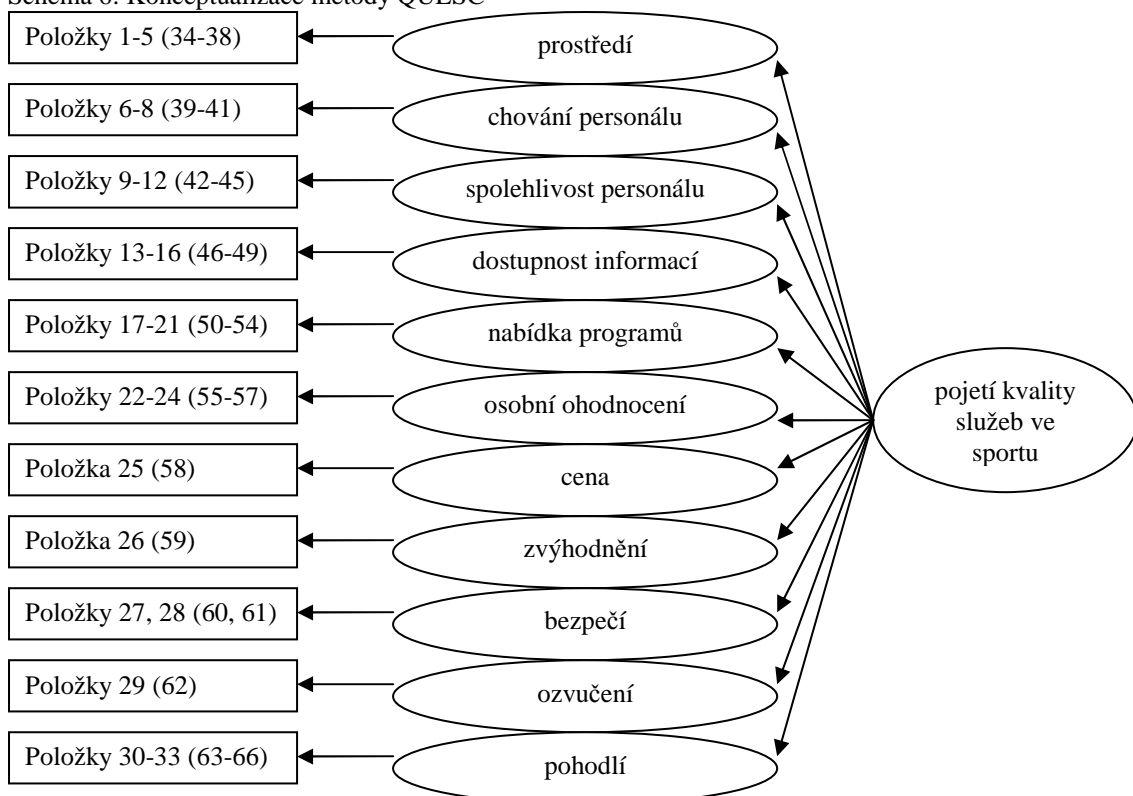 Schéma 8: Konceptualizace metody QUESC
Položky 1-5 (34-38)
prostředí
Položky 6-8 (39-41)
chování personálu
Položky 9-12 (42-45)
spolehlivost personálu
Položky 13-16 (46-49)
dostupnost informací
Položky 17-21 (50-54)
nabídka programů
Položky 22-24 (55-57)
osobní ohodnocení
pojetí kvality
služeb ve
sportu
Položka 25 (58)
cena
Položka 26 (59)
zvýhodnění
Položky 27, 28 (60, 61)
bezpečí
Položky 29 (62)
ozvučení
Položky 30-33 (63-66)
pohodlí